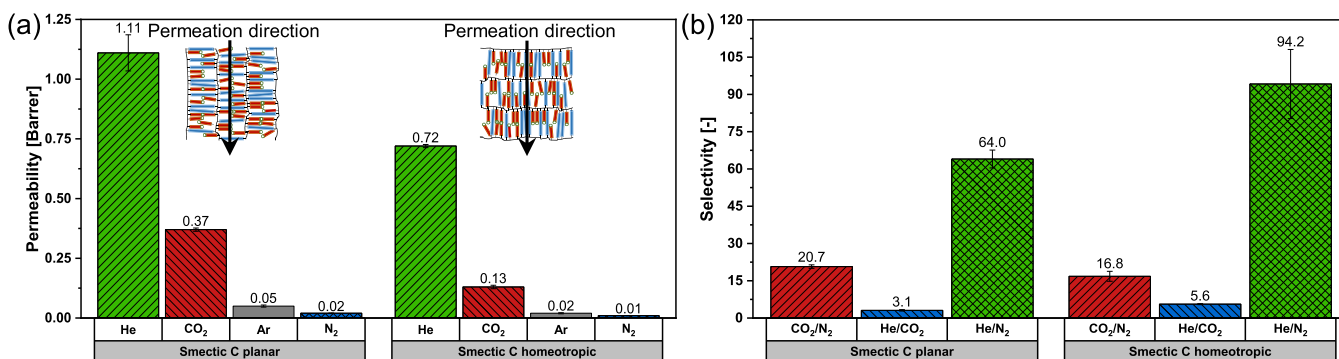 (a)
Permeability [Barrer]
1.25
1.00
0.75
0.50
0.25
0.00
Permeation direction
Permeation direction
1.11
0.37
0.05
0.02
0.72
0.13
0.02
0.01
He CO₂ Ar N₂ He CO₂ Ar N₂
Smectic C planar Smectic C homeotropic
(b)
Selectivity [-]
120
105
90
75
60
45
30
15
0
20.7
3.1
64.0
16.8
5.6
94.2
CO₂/N₂ He/CO₂ He/N₂ CO₂/N₂ He/CO₂ He/N₂
Smectic C planar Smectic C homeotropic